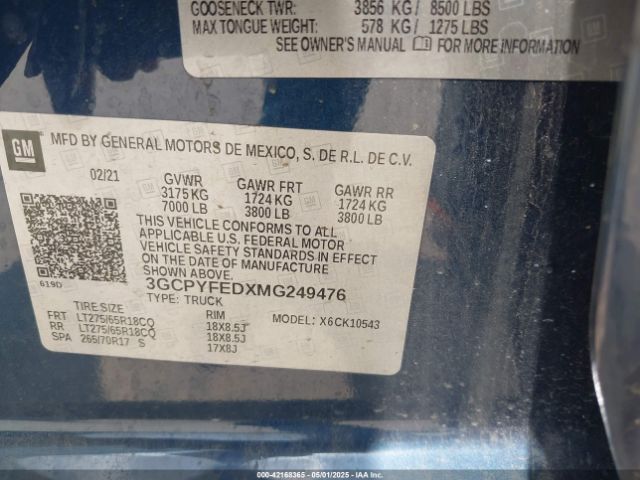 GOOSENECK TWR: 3856 KG / 8500 LBS
MAX TONGUE WEIGHT: 578 KG / 1275 LBS
SEE OWNER'S MANUAL FOR MORE INFORMATION
GM
MFD BY GENERAL MOTORS DE MEXICO, S. DE R.L. DE C.V.
02/21 GVWR GAWR FRT GAWR RR
3175 KG 1724 KG 1724 KG
7000 LB 3800 LB 3800 LB
THIS VEHICLE CONFORMS TO ALL
APPLICABLE U.S. FEDERAL MOTOR
VEHICLE SAFETY STANDARDS IN EFFECT
ON THE DATE OF MANUFACTURE
SHOWN ABOVE.
619D
3GCPYFEDXMG249476
TYPE: TRUCK
MODEL: X6CK10543
TIRE SIZE RIM
FRT LT275/65R18CQ 18X8.5J
RR LT275/65R18CQ 18X8.5J
SPA 265/70R17 S 17X8J
000-42168365 - 05/01/2025 - IAAI.COM